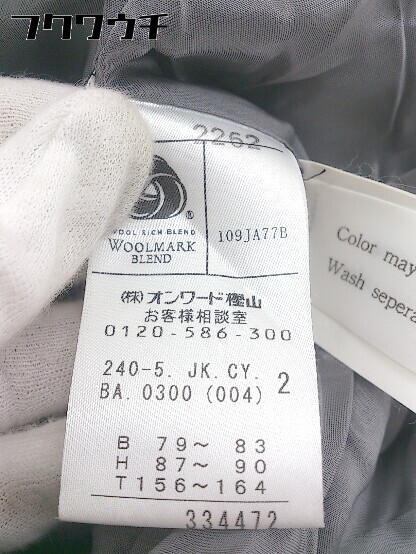 フクワウチ
2262
WOOL RICH BLEND
WOOLMARK
BLEND
109JA77B
Color may
Wash sepera
(株)オンワード樫山
お客様相談室
0120-586-300
240-5. JK.CY. 2
BA. 0300 (004)
B 79～ 83
H 87～ 90
T 156～164
334472